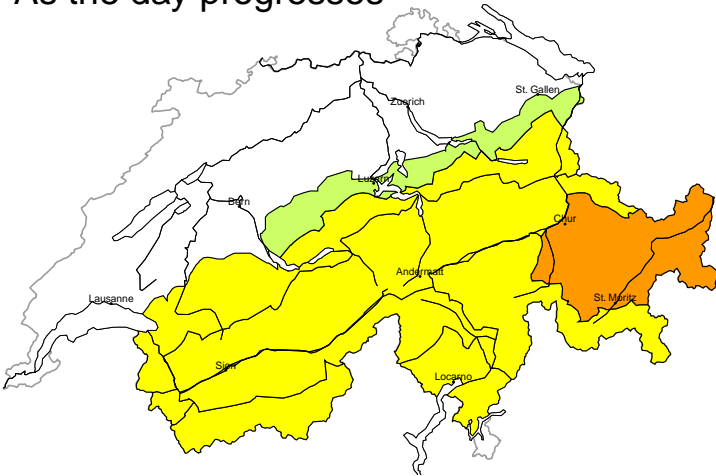 As the day progresses
St. Gallen
Zuerich
Luzern
Bern
Chur
Andermatt
Lausanne
St. Moritz
Sion
Locarno